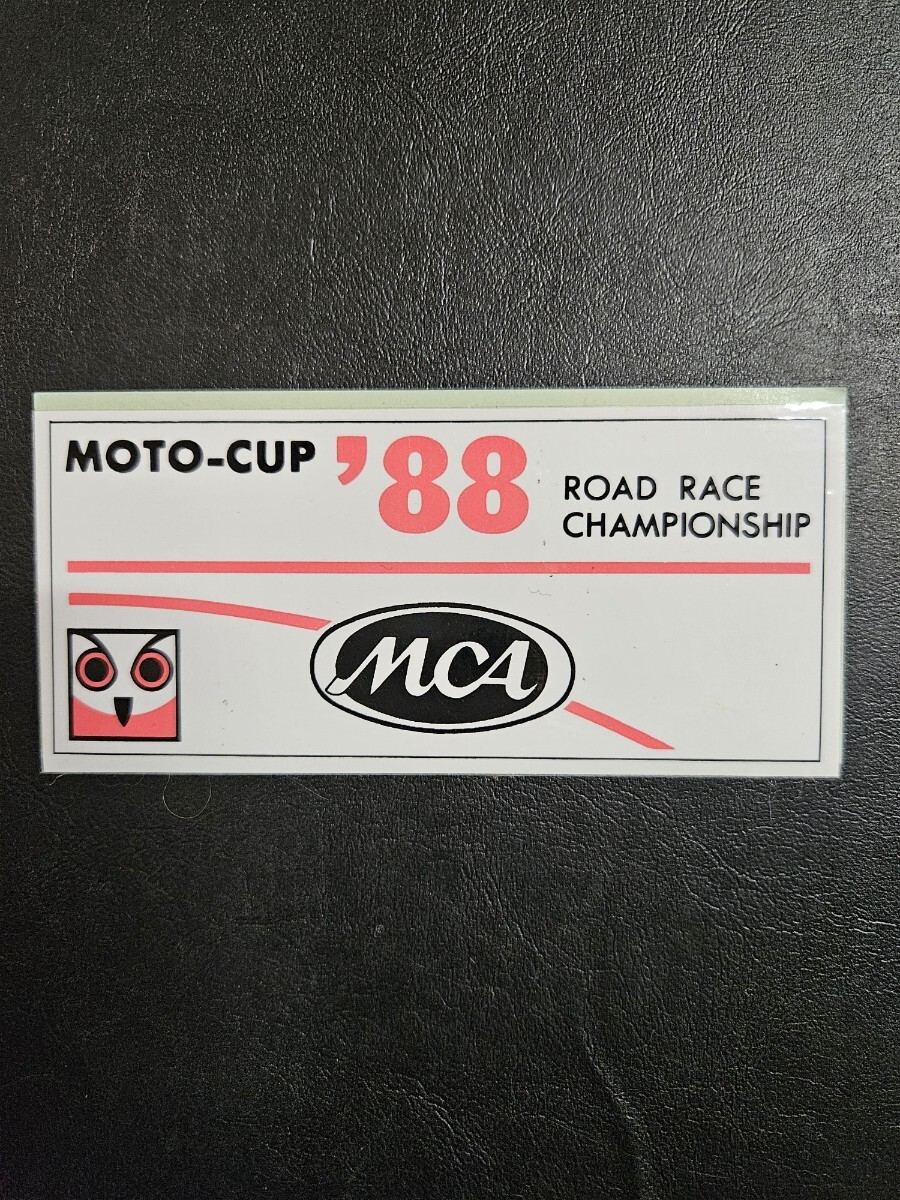 MOTO-CUP '88
ROAD RACE
CHAMPIONSHIP
MCA